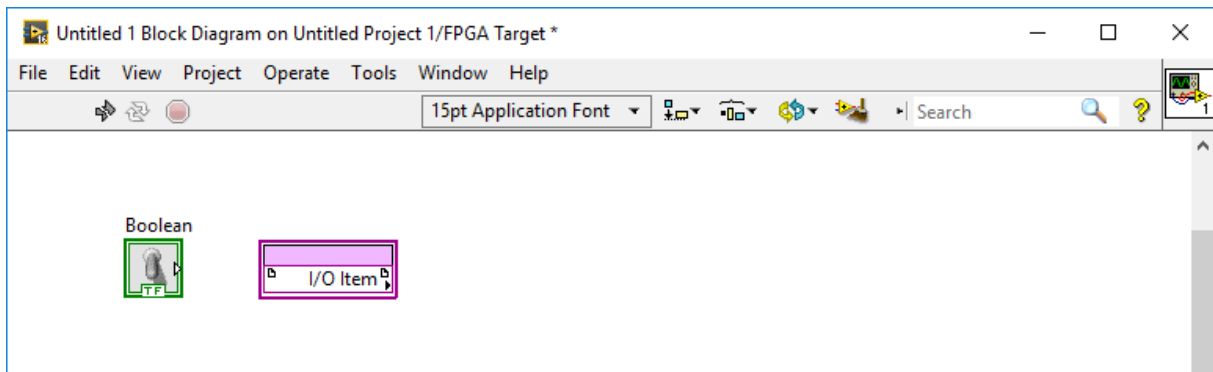 Untitled 1 Block Diagram on Untitled Project 1/FPGA Target *
File Edit View Project Operate Tools Window Help
15pt Application Font Search ? 1
Boolean
TF
I/O Item